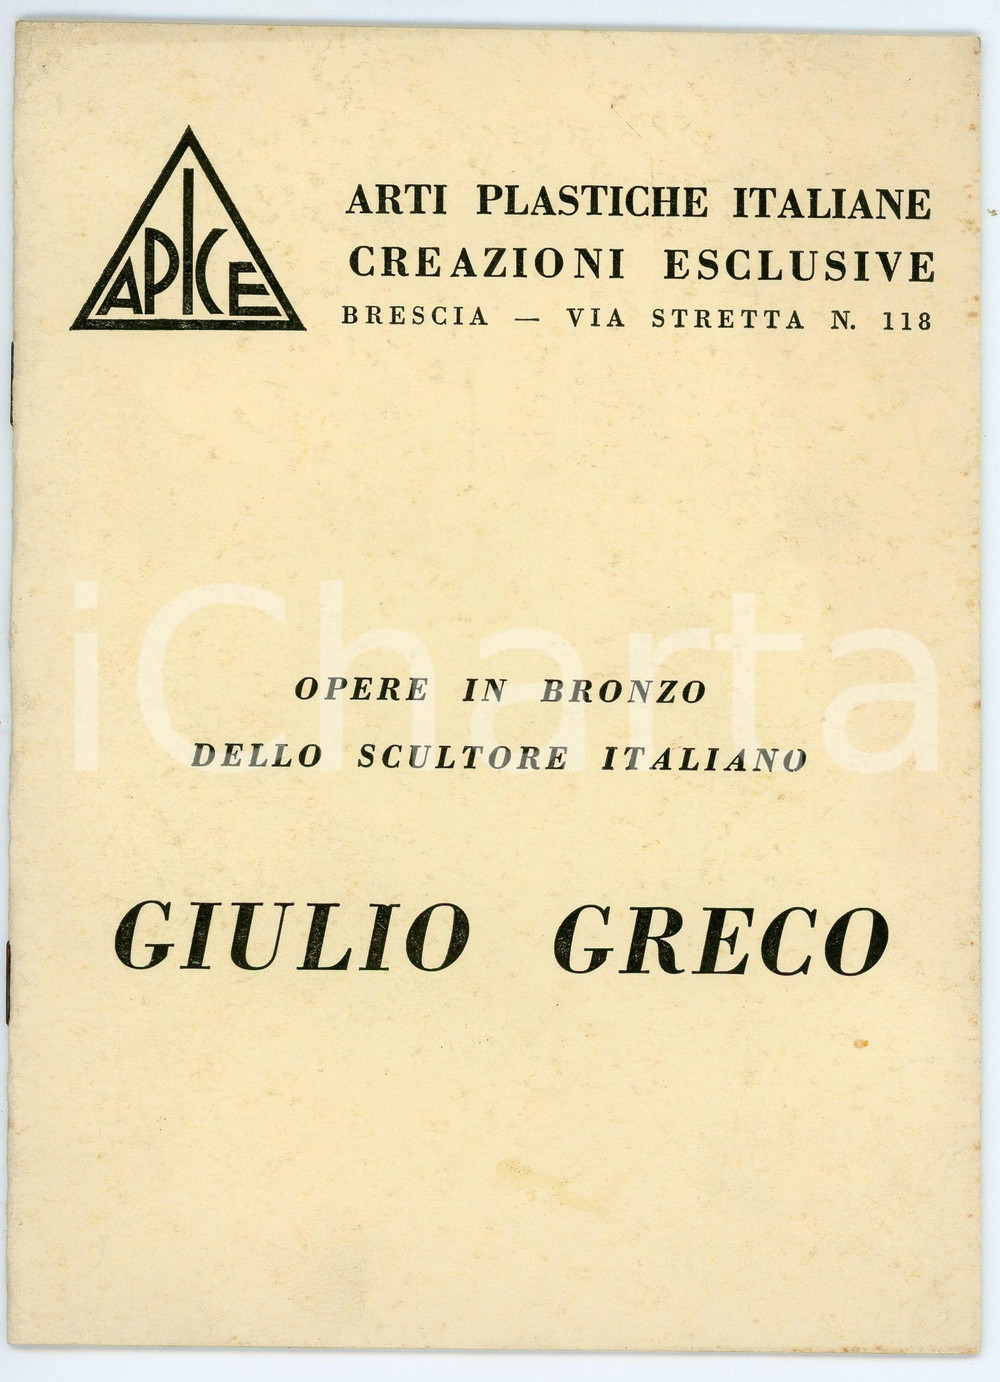 APICE
ARTI PLASTICHE ITALIANE
CREAZIONI ESCLUSIVE
BRESCIA — VIA STRETTA N. 118
iCharta
OPERE IN BRONZO
DELLO SCULTORE ITALIANO
GIULIO GRECO